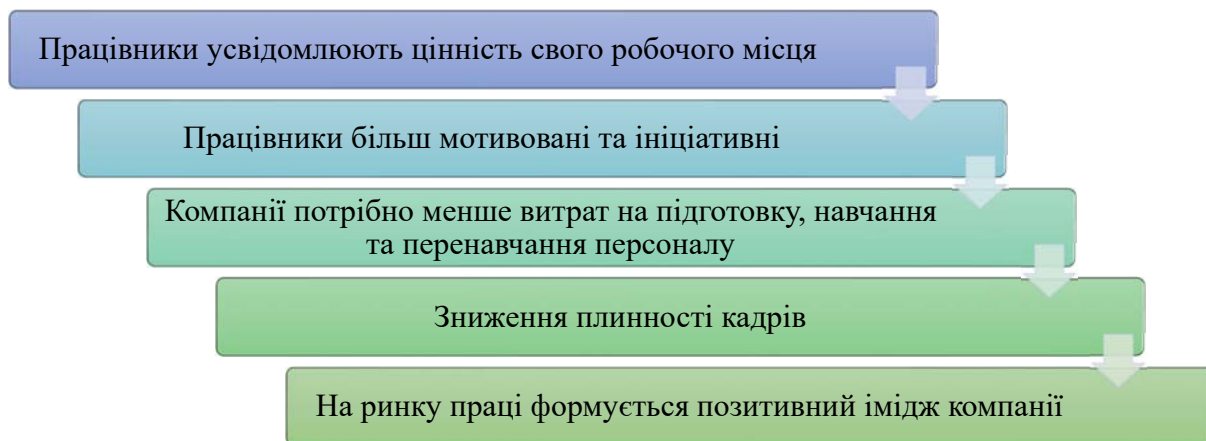 Працівники усвідомлюють цінність свого робочого місця
Працівники більш мотивовані та ініціативні
Компанії потрібно менше витрат на підготовку, навчання
та перенавчання персоналу
Зниження плинності кадрів
На ринку праці формується позитивний імідж компанії